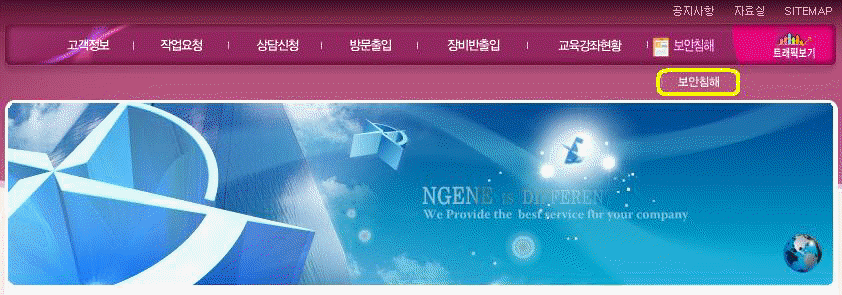 공지사항 자료실 SITEMAP
고객정보 작업요청 상담신청 방문출입 장비반출입 교육강좌현황 보안침해 트래픽보기
보안침해
NGENE is DIFFEREN
We Provide the best service for your company